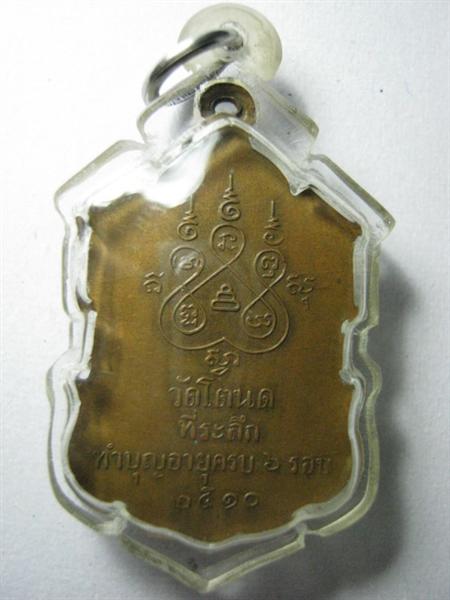 วัดโตนด
ที่ระลึก
ทำบุญอายุครบ ๖ รอบ
๒๕๑๐